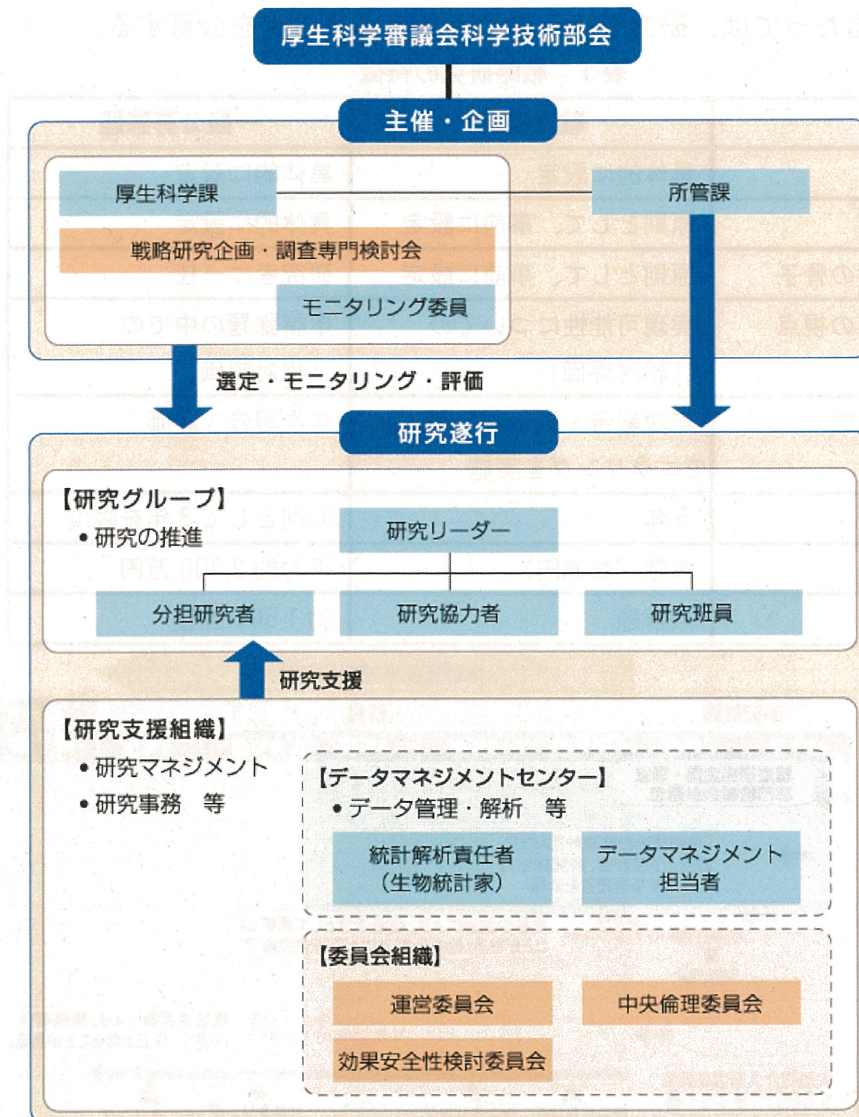 厚生科学審議会科学技術部会
主催・企画
厚生科学課
所管課
戦略研究企画・調査専門検討会
モニタリング委員
選定・モニタリング・評価
研究遂行
【研究グループ】
• 研究の推進
研究リーダー
分担研究者
研究協力者
研究班員
研究支援
【研究支援組織】
• 研究マネジメント
• 研究事務 等
【データマネジメントセンター】
• データ管理・解析 等
統計解析責任者
(生物統計家)
データマネジメント
担当者
【委員会組織】
運営委員会
中央倫理委員会
効果安全性検討委員会